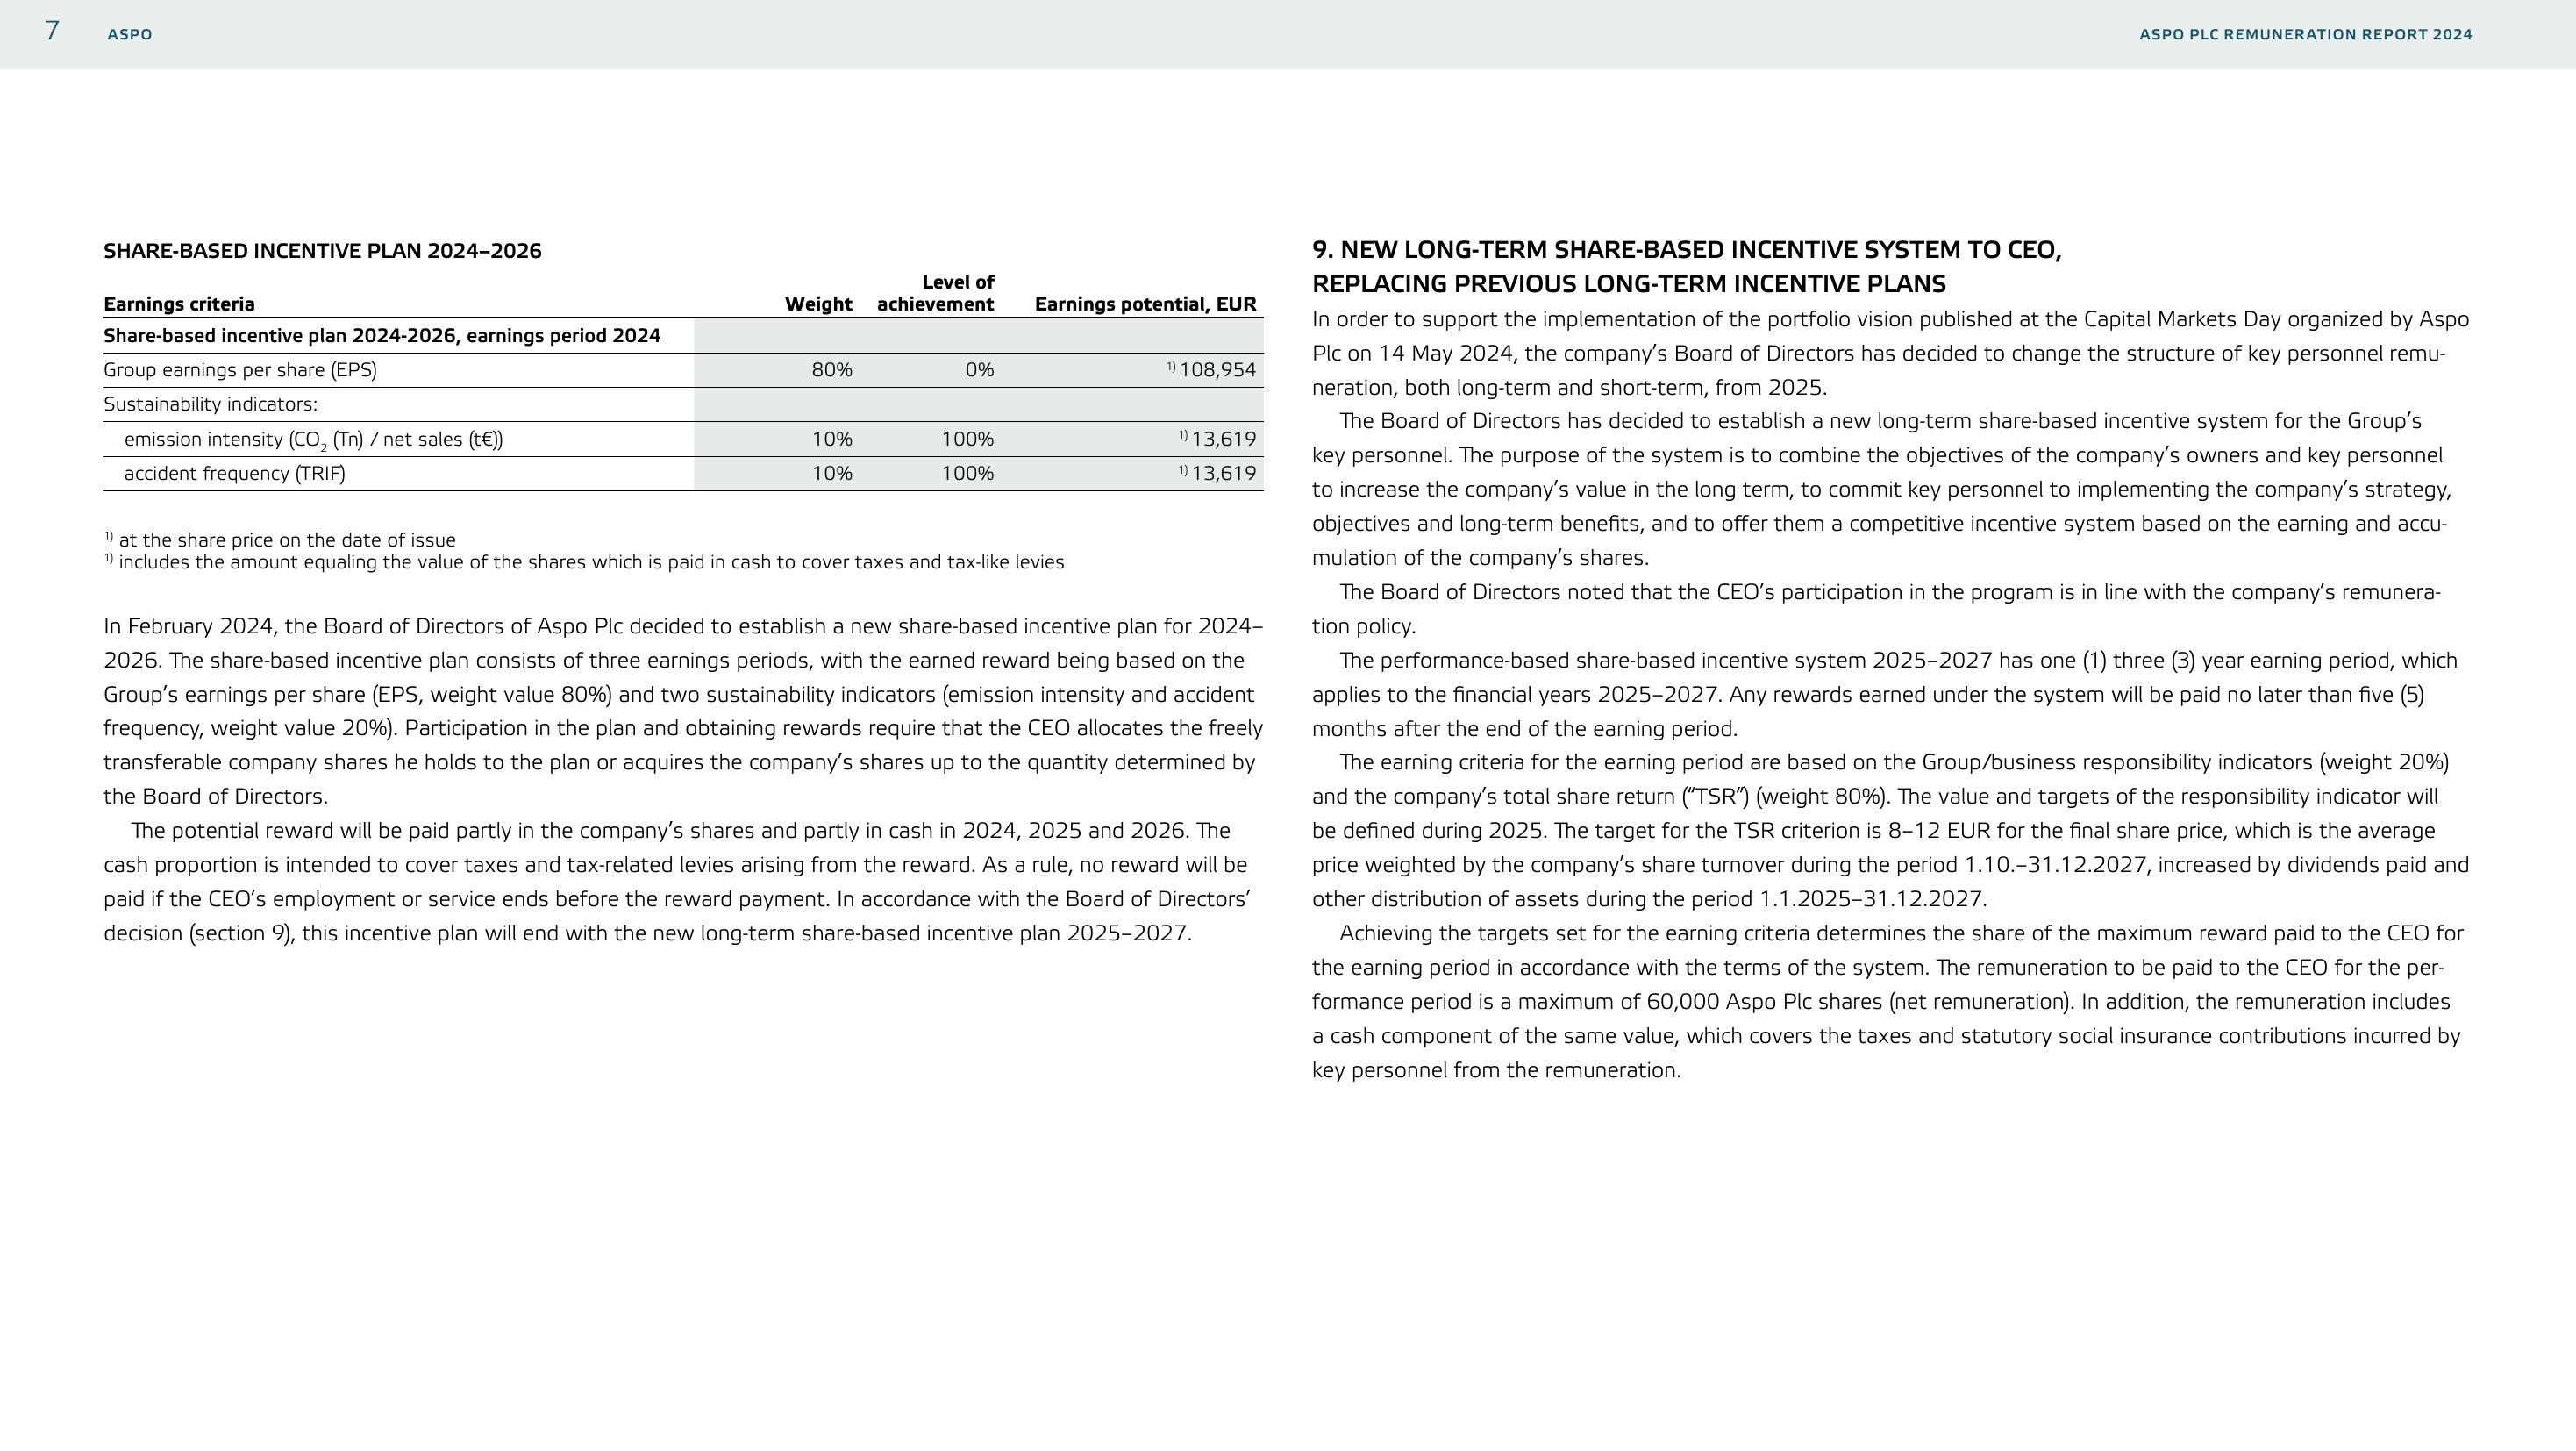 7 ASPO ASPO PLC REMUNERATION REPORT 2024
SHARE-BASED INCENTIVE PLAN 2024–2026
Earnings criteria Weight Level of achievement Earnings potential, EUR
Share-based incentive plan 2024-2026, earnings period 2024
Group earnings per share (EPS) 80% 0% 1) 108,954
Sustainability indicators:
emission intensity (CO2 (Tn) / net sales (t€)) 10% 100% 1) 13,619
accident frequency (TRIF) 10% 100% 1) 13,619
1) at the share price on the date of issue
1) includes the amount equaling the value of the shares which is paid in cash to cover taxes and tax-like levies
In February 2024, the Board of Directors of Aspo Plc decided to establish a new share-based incentive plan for 2024–
2026. The share-based incentive plan consists of three earnings periods, with the earned reward being based on the
Group’s earnings per share (EPS, weight value 80%) and two sustainability indicators (emission intensity and accident
frequency, weight value 20%). Participation in the plan and obtaining rewards require that the CEO allocates the freely
transferable company shares he holds to the plan or acquires the company’s shares up to the quantity determined by
the Board of Directors.
The potential reward will be paid partly in the company’s shares and partly in cash in 2024, 2025 and 2026. The
cash proportion is intended to cover taxes and tax-related levies arising from the reward. As a rule, no reward will be
paid if the CEO’s employment or service ends before the reward payment. In accordance with the Board of Directors’
decision (section 9), this incentive plan will end with the new long-term share-based incentive plan 2025–2027.
9. NEW LONG-TERM SHARE-BASED INCENTIVE SYSTEM TO CEO,
REPLACING PREVIOUS LONG-TERM INCENTIVE PLANS
In order to support the implementation of the portfolio vision published at the Capital Markets Day organized by Aspo
Plc on 14 May 2024, the company’s Board of Directors has decided to change the structure of key personnel remu-
neration, both long-term and short-term, from 2025.
The Board of Directors has decided to establish a new long-term share-based incentive system for the Group’s
key personnel. The purpose of the system is to combine the objectives of the company’s owners and key personnel
to increase the company’s value in the long term, to commit key personnel to implementing the company’s strategy,
objectives and long-term benefits, and to offer them a competitive incentive system based on the earning and accu-
mulation of the company’s shares.
The Board of Directors noted that the CEO’s participation in the program is in line with the company’s remunera-
tion policy.
The performance-based share-based incentive system 2025–2027 has one (1) three (3) year earning period, which
applies to the financial years 2025–2027. Any rewards earned under the system will be paid no later than five (5)
months after the end of the earning period.
The earning criteria for the earning period are based on the Group/business responsibility indicators (weight 20%)
and the company’s total share return (“TSR”) (weight 80%). The value and targets of the responsibility indicator will
be defined during 2025. The target for the TSR criterion is 8–12 EUR for the final share price, which is the average
price weighted by the company’s share turnover during the period 1.10.–31.12.2027, increased by dividends paid and
other distribution of assets during the period 1.1.2025–31.12.2027.
Achieving the targets set for the earning criteria determines the share of the maximum reward paid to the CEO for
the earning period in accordance with the terms of the system. The remuneration to be paid to the CEO for the per-
formance period is a maximum of 60,000 Aspo Plc shares (net remuneration). In addition, the remuneration includes
a cash component of the same value, which covers the taxes and statutory social insurance contributions incurred by
key personnel from the remuneration.